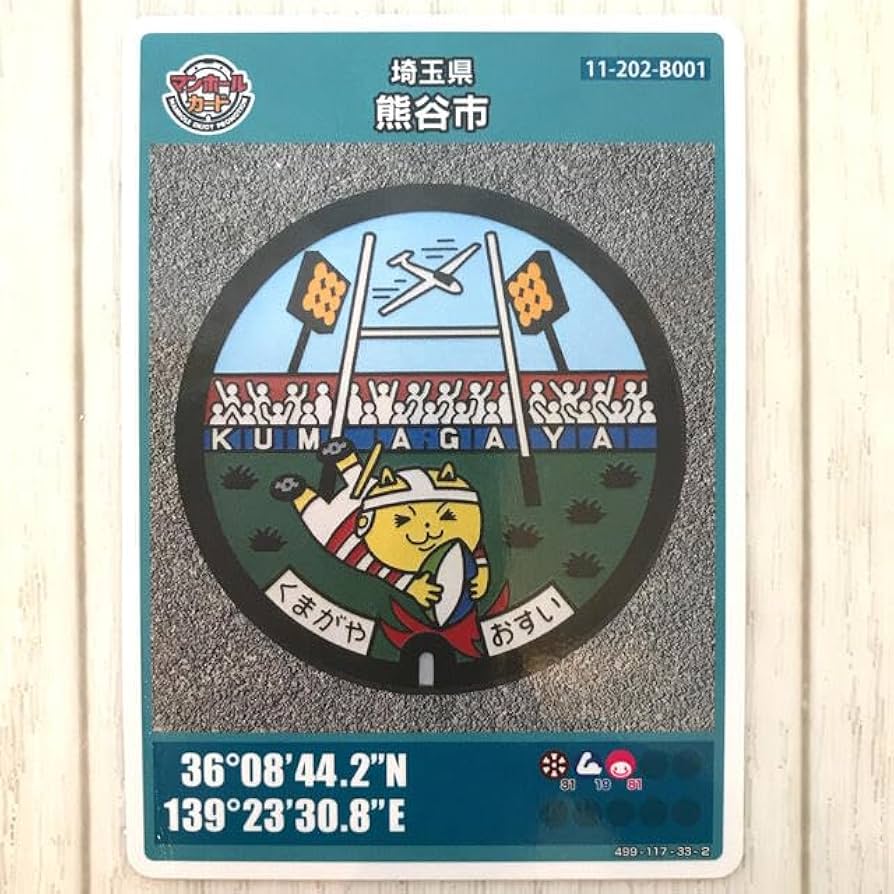 マンホール
カード
埼玉県
熊谷市
11-202-B001
KUMAGAYA
くまがや
おすい
36°08'44.2"N
139°23'30.8"E
31 19 81
499-117-33-2